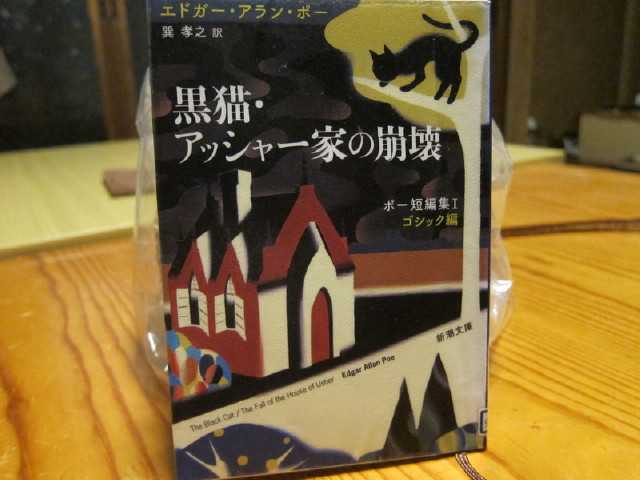 エドガー・アラン・ポー
巽 孝之 訳
黒猫・
アッシャー家の崩壊
ポー短編集I
ゴシック編
新潮文庫
The Black Cat / The Fall of the House of Usher Edgar Allan Poe